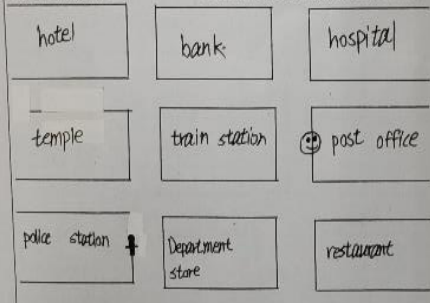 hotel
bank.
hospital
temple
train station
post office
police station
Department
store
restaurant